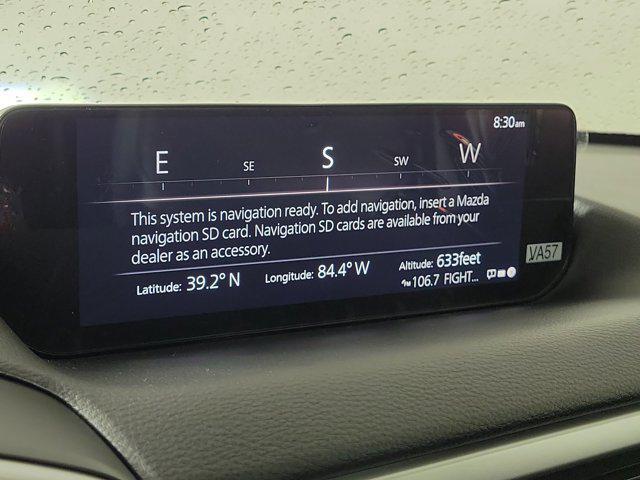 8:30am
E SE S SW W
This system is navigation ready. To add navigation, insert a Mazda
navigation SD card. Navigation SD cards are available from your
dealer as an accessory.
Latitude: 39.2° N Longitude: 84.4° W Altitude: 633feet
106.7 FIGHT...
VA57